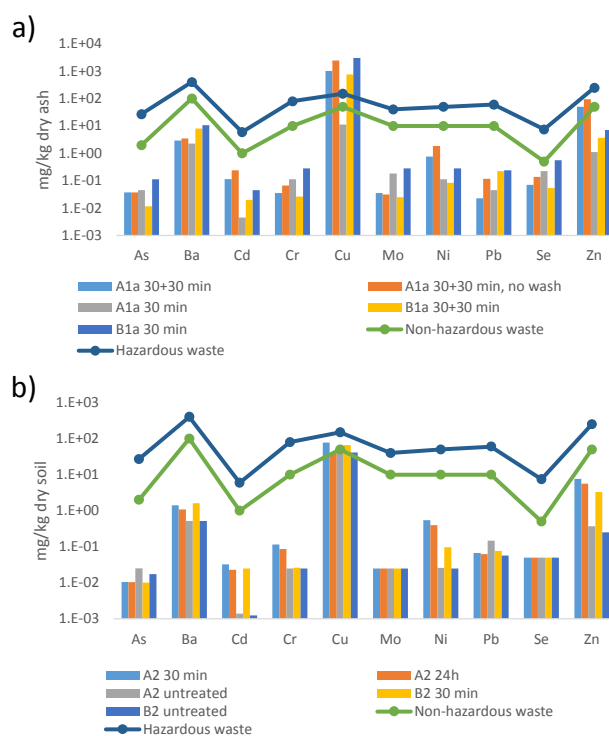 a)
mg/kg dry ash
1.E+04
1.E+03
1.E+02
1.E+01
1.E+00
1.E-01
1.E-02
1.E-03
As Ba Cd Cr Cu Mo Ni Pb Se Zn
A1a 30+30 min A1a 30+30 min, no wash
A1a 30 min B1a 30+30 min
B1a 30 min Non-hazardous waste
Hazardous waste
b)
mg/kg dry soil
1.E+03
1.E+02
1.E+01
1.E+00
1.E-01
1.E-02
1.E-03
As Ba Cd Cr Cu Mo Ni Pb Se Zn
A2 30 min A2 24h
A2 untreated B2 30 min
B2 untreated Non-hazardous waste
Hazardous waste